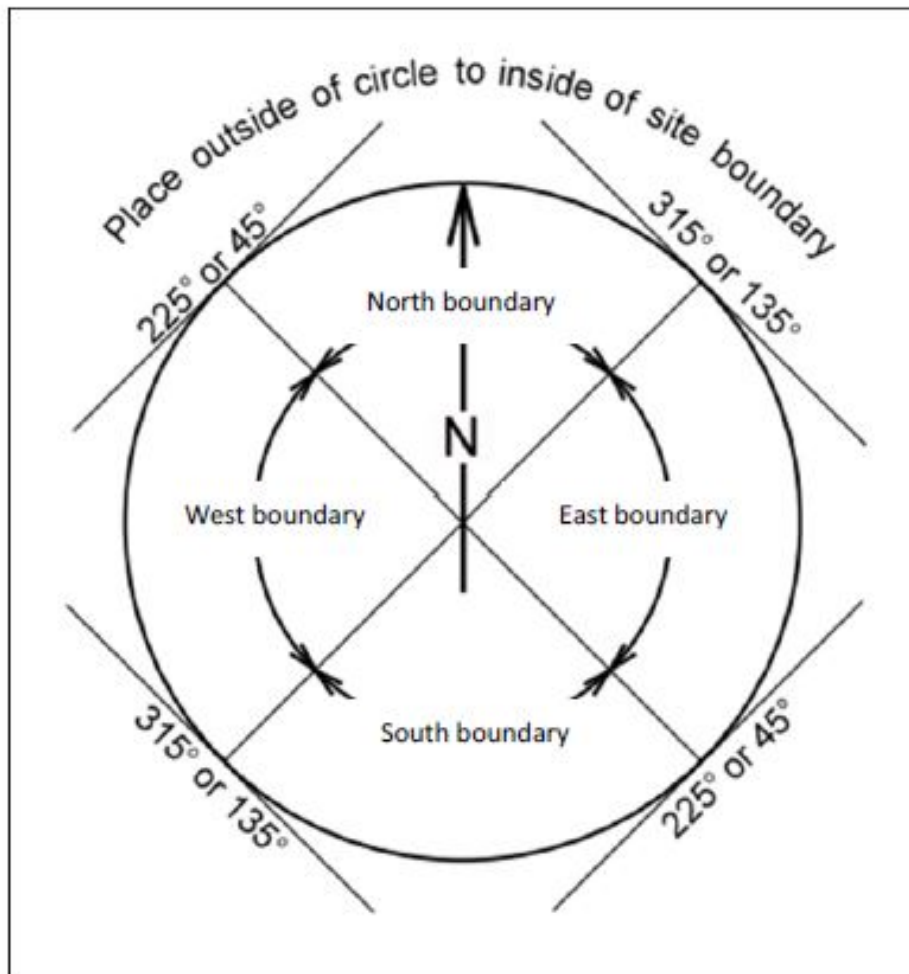 Place outside of circle to inside of site boundary
225° or 45°
315° or 135°
North boundary
N
West boundary
East boundary
South boundary
315° or 135°
225° or 45°